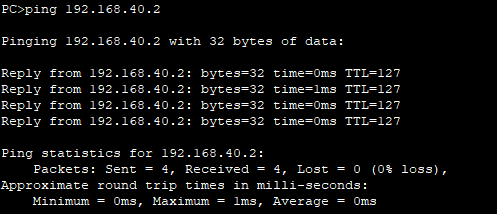 PC>ping 192.168.40.2
Pinging 192.168.40.2 with 32 bytes of data:
Reply from 192.168.40.2: bytes=32 time=0ms TTL=127
Reply from 192.168.40.2: bytes=32 time=1ms TTL=127
Reply from 192.168.40.2: bytes=32 time=0ms TTL=127
Reply from 192.168.40.2: bytes=32 time=0ms TTL=127
Ping statistics for 192.168.40.2:
Packets: Sent = 4, Received = 4, Lost = 0 (0% loss),
Approximate round trip times in milli-seconds:
Minimum = 0ms, Maximum = 1ms, Average = 0ms